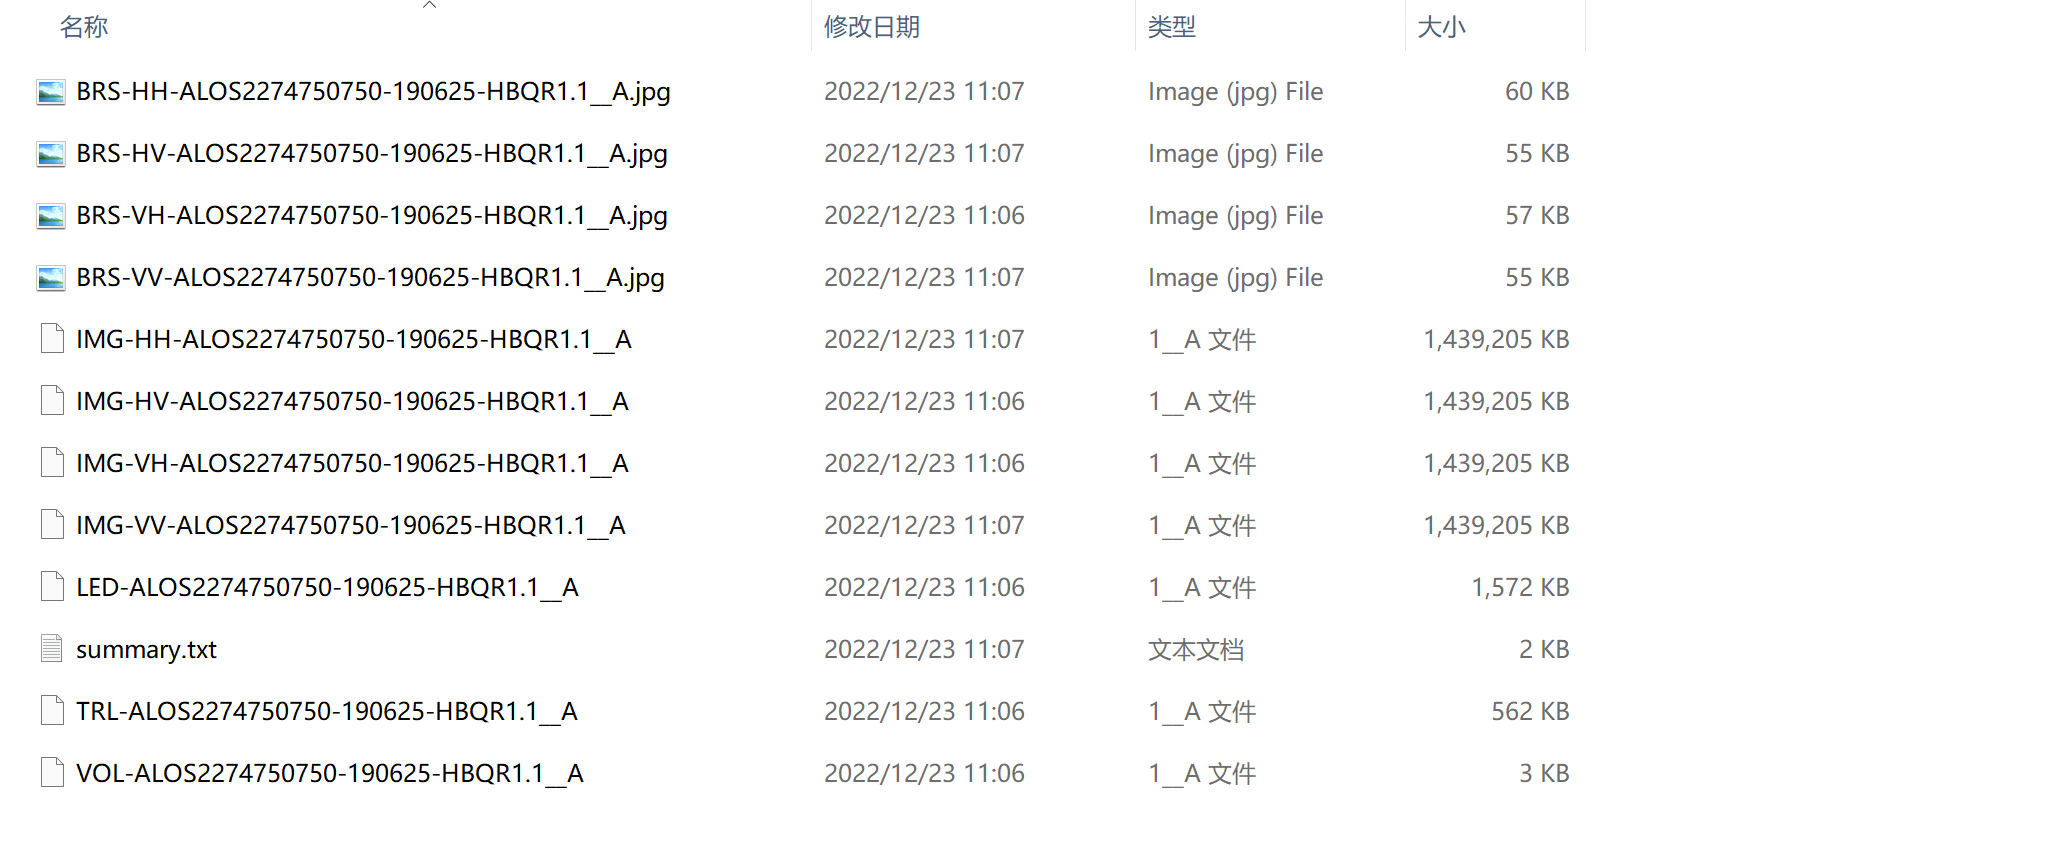 名称 修改日期 类型 大小
BRS-HH-ALOS2274750750-190625-HBQR1.1__A.jpg 2022/12/23 11:07 Image (jpg) File 60 KB
BRS-HV-ALOS2274750750-190625-HBQR1.1__A.jpg 2022/12/23 11:07 Image (jpg) File 55 KB
BRS-VH-ALOS2274750750-190625-HBQR1.1__A.jpg 2022/12/23 11:06 Image (jpg) File 57 KB
BRS-VV-ALOS2274750750-190625-HBQR1.1__A.jpg 2022/12/23 11:07 Image (jpg) File 55 KB
IMG-HH-ALOS2274750750-190625-HBQR1.1__A 2022/12/23 11:07 1__A 文件 1,439,205 KB
IMG-HV-ALOS2274750750-190625-HBQR1.1__A 2022/12/23 11:06 1__A 文件 1,439,205 KB
IMG-VH-ALOS2274750750-190625-HBQR1.1__A 2022/12/23 11:06 1__A 文件 1,439,205 KB
IMG-VV-ALOS2274750750-190625-HBQR1.1__A 2022/12/23 11:07 1__A 文件 1,439,205 KB
LED-ALOS2274750750-190625-HBQR1.1__A 2022/12/23 11:06 1__A 文件 1,572 KB
summary.txt 2022/12/23 11:07 文本文档 2 KB
TRL-ALOS2274750750-190625-HBQR1.1__A 2022/12/23 11:06 1__A 文件 562 KB
VOL-ALOS2274750750-190625-HBQR1.1__A 2022/12/23 11:06 1__A 文件 3 KB